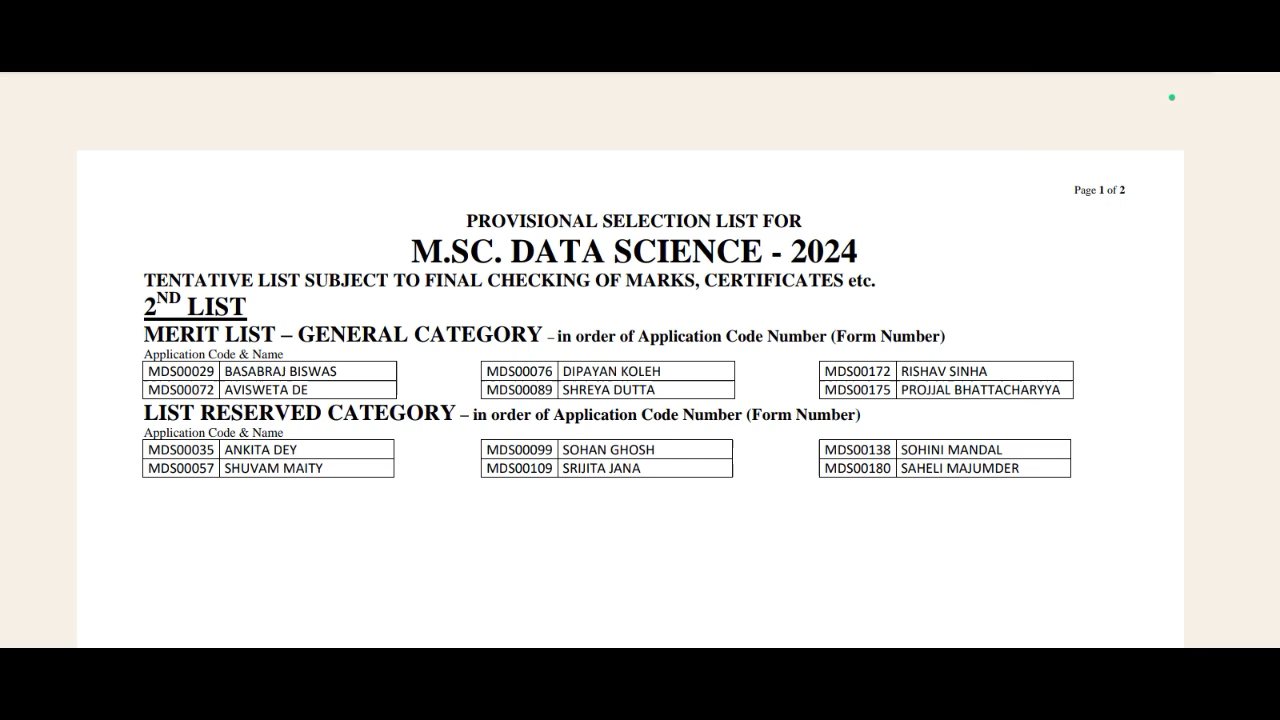 Page 1 of 2
PROVISIONAL SELECTION LIST FOR
M.SC. DATA SCIENCE - 2024
TENTATIVE LIST SUBJECT TO FINAL CHECKING OF MARKS, CERTIFICATES etc.
2ND LIST
MERIT LIST – GENERAL CATEGORY – in order of Application Code Number (Form Number)
Application Code & Name
MDS00029 BASABRAJ BISWAS MDS00076 DIPAYAN KOLEH MDS00172 RISHAV SINHA
MDS00072 AVISWETA DE MDS00089 SHREYA DUTTA MDS00175 PROJJAL BHATTACHARYYA
LIST RESERVED CATEGORY – in order of Application Code Number (Form Number)
Application Code & Name
MDS00035 ANKITA DEY MDS00099 SOHAN GHOSH MDS00138 SOHINI MANDAL
MDS00057 SHUVAM MAITY MDS00109 SRIJITA JANA MDS00180 SAHELI MAJUMDER